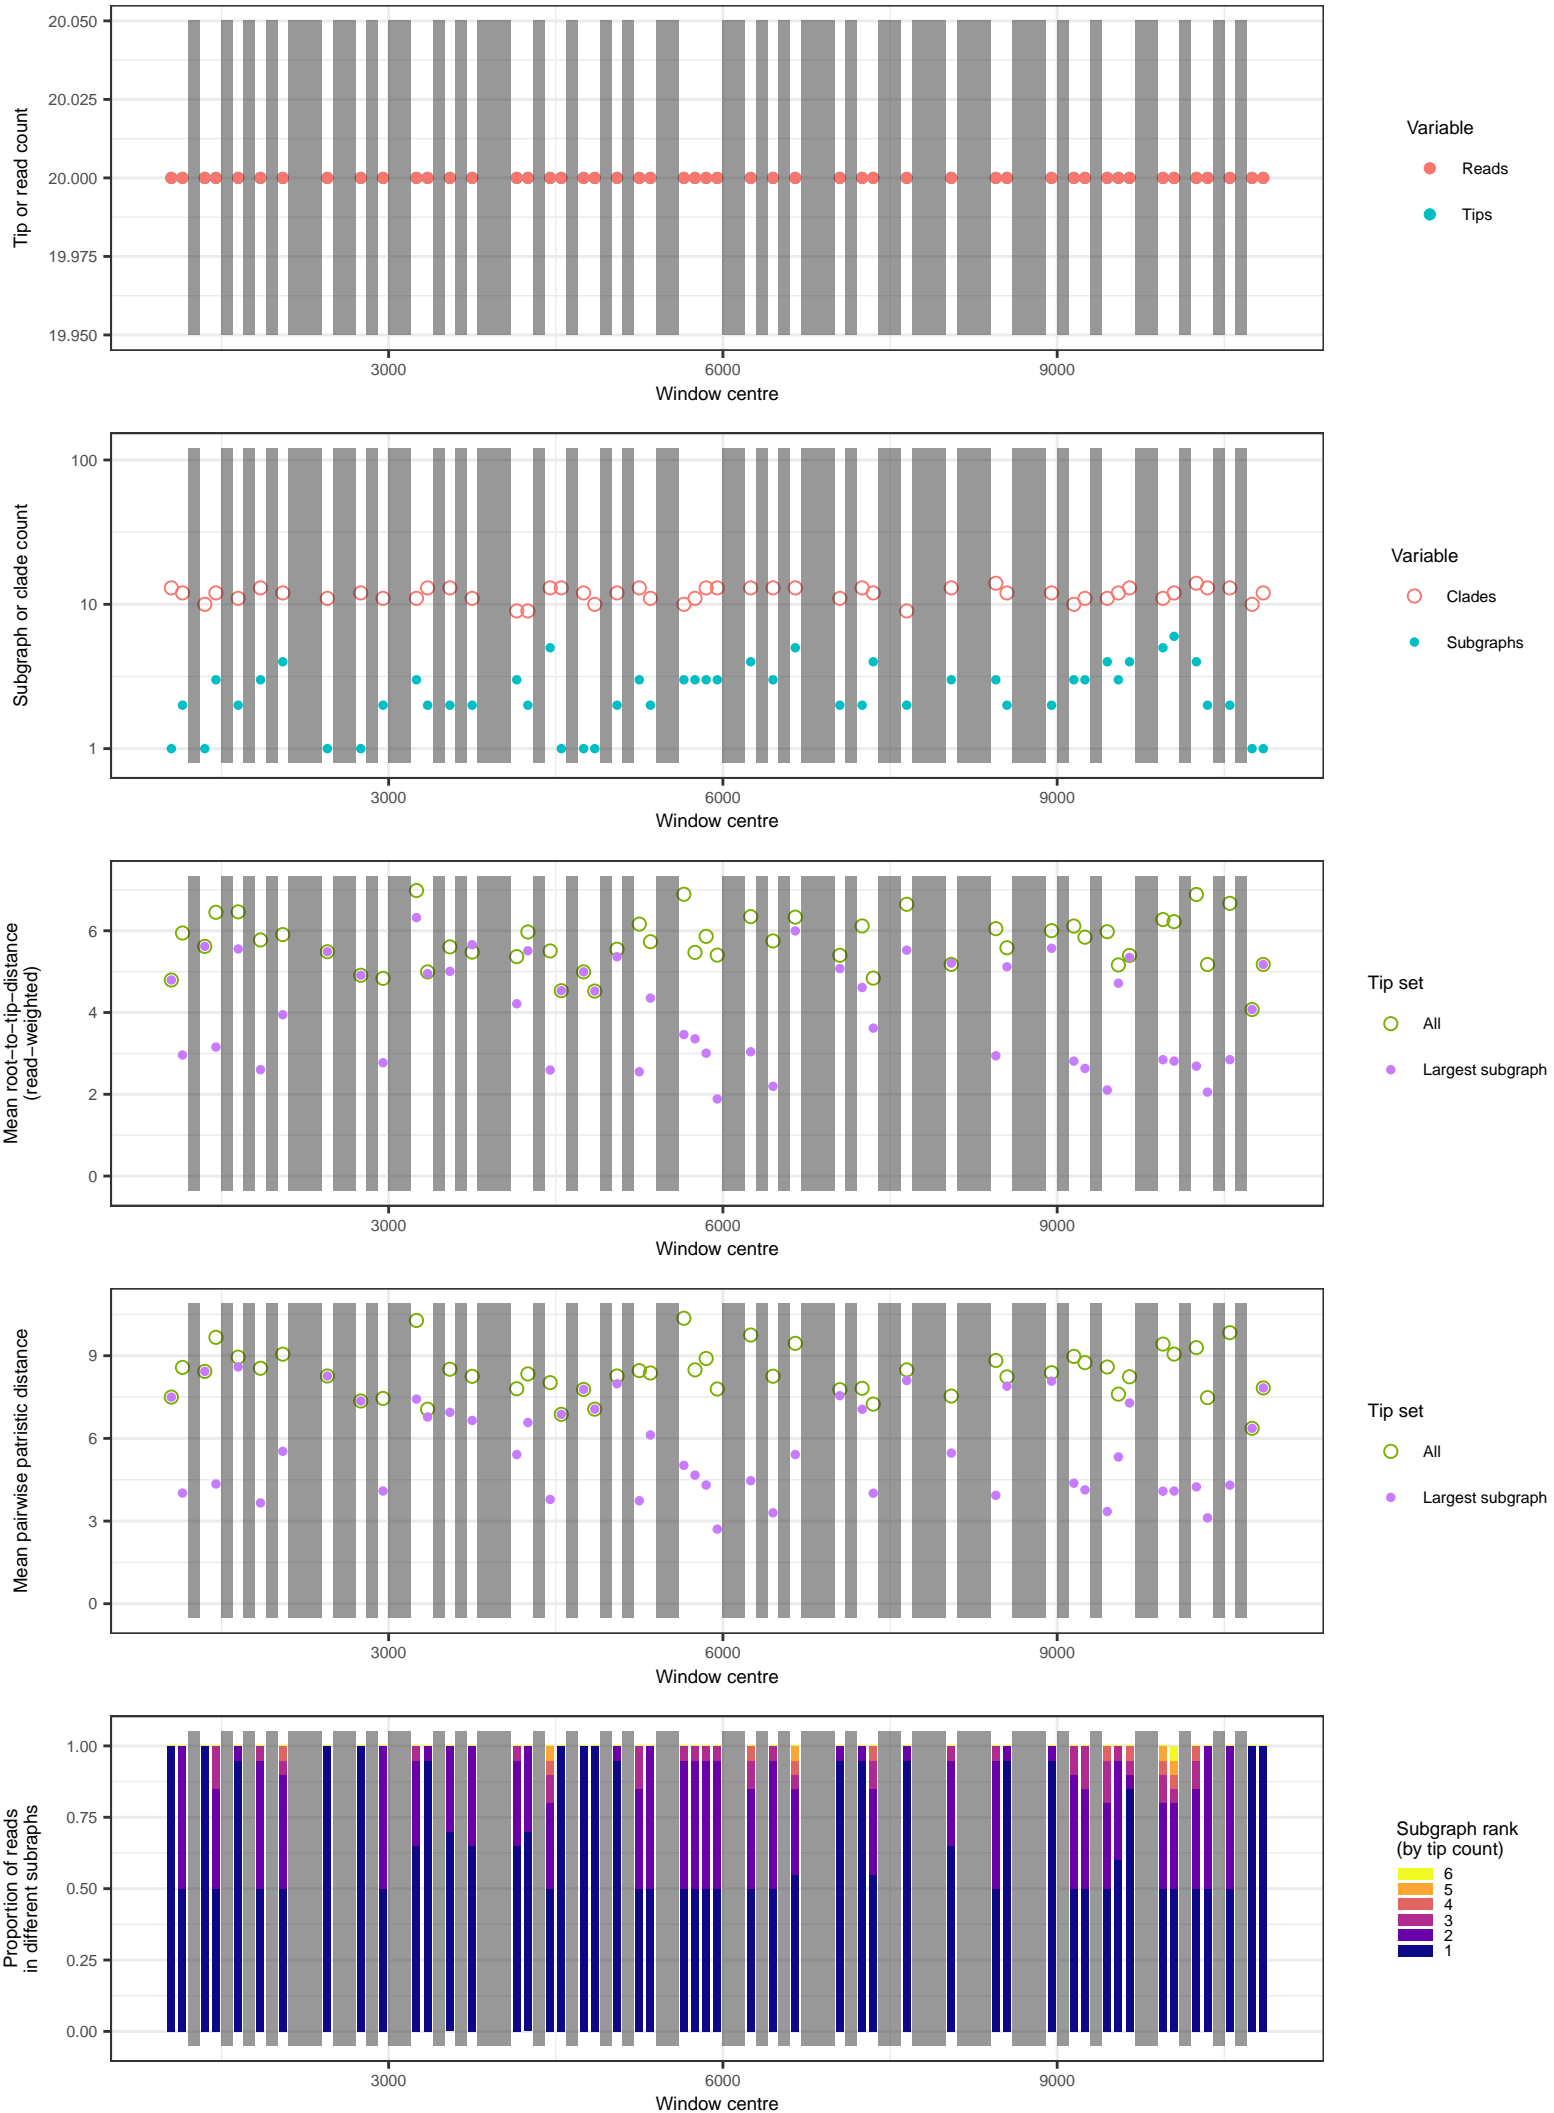 Tip or read count
20.050
20.025
20.000
19.975
19.950
3000
6000
9000
Window centre
Variable
Reads
Tips
Subgraph or clade count
100
10
1
3000
6000
9000
Window centre
Variable
Clades
Subgraphs
Mean root−to−tip−distance
(read−weighted)
6
4
2
0
3000
6000
9000
Window centre
Tip set
All
Largest subgraph
Mean pairwise patristic distance
9
6
3
0
3000
6000
9000
Window centre
Tip set
All
Largest subgraph
Proportion of reads
in different subraphs
1.00
0.75
0.50
0.25
0.00
3000
6000
9000
Window centre
Subgraph rank
(by tip count)
6
5
4
3
2
1